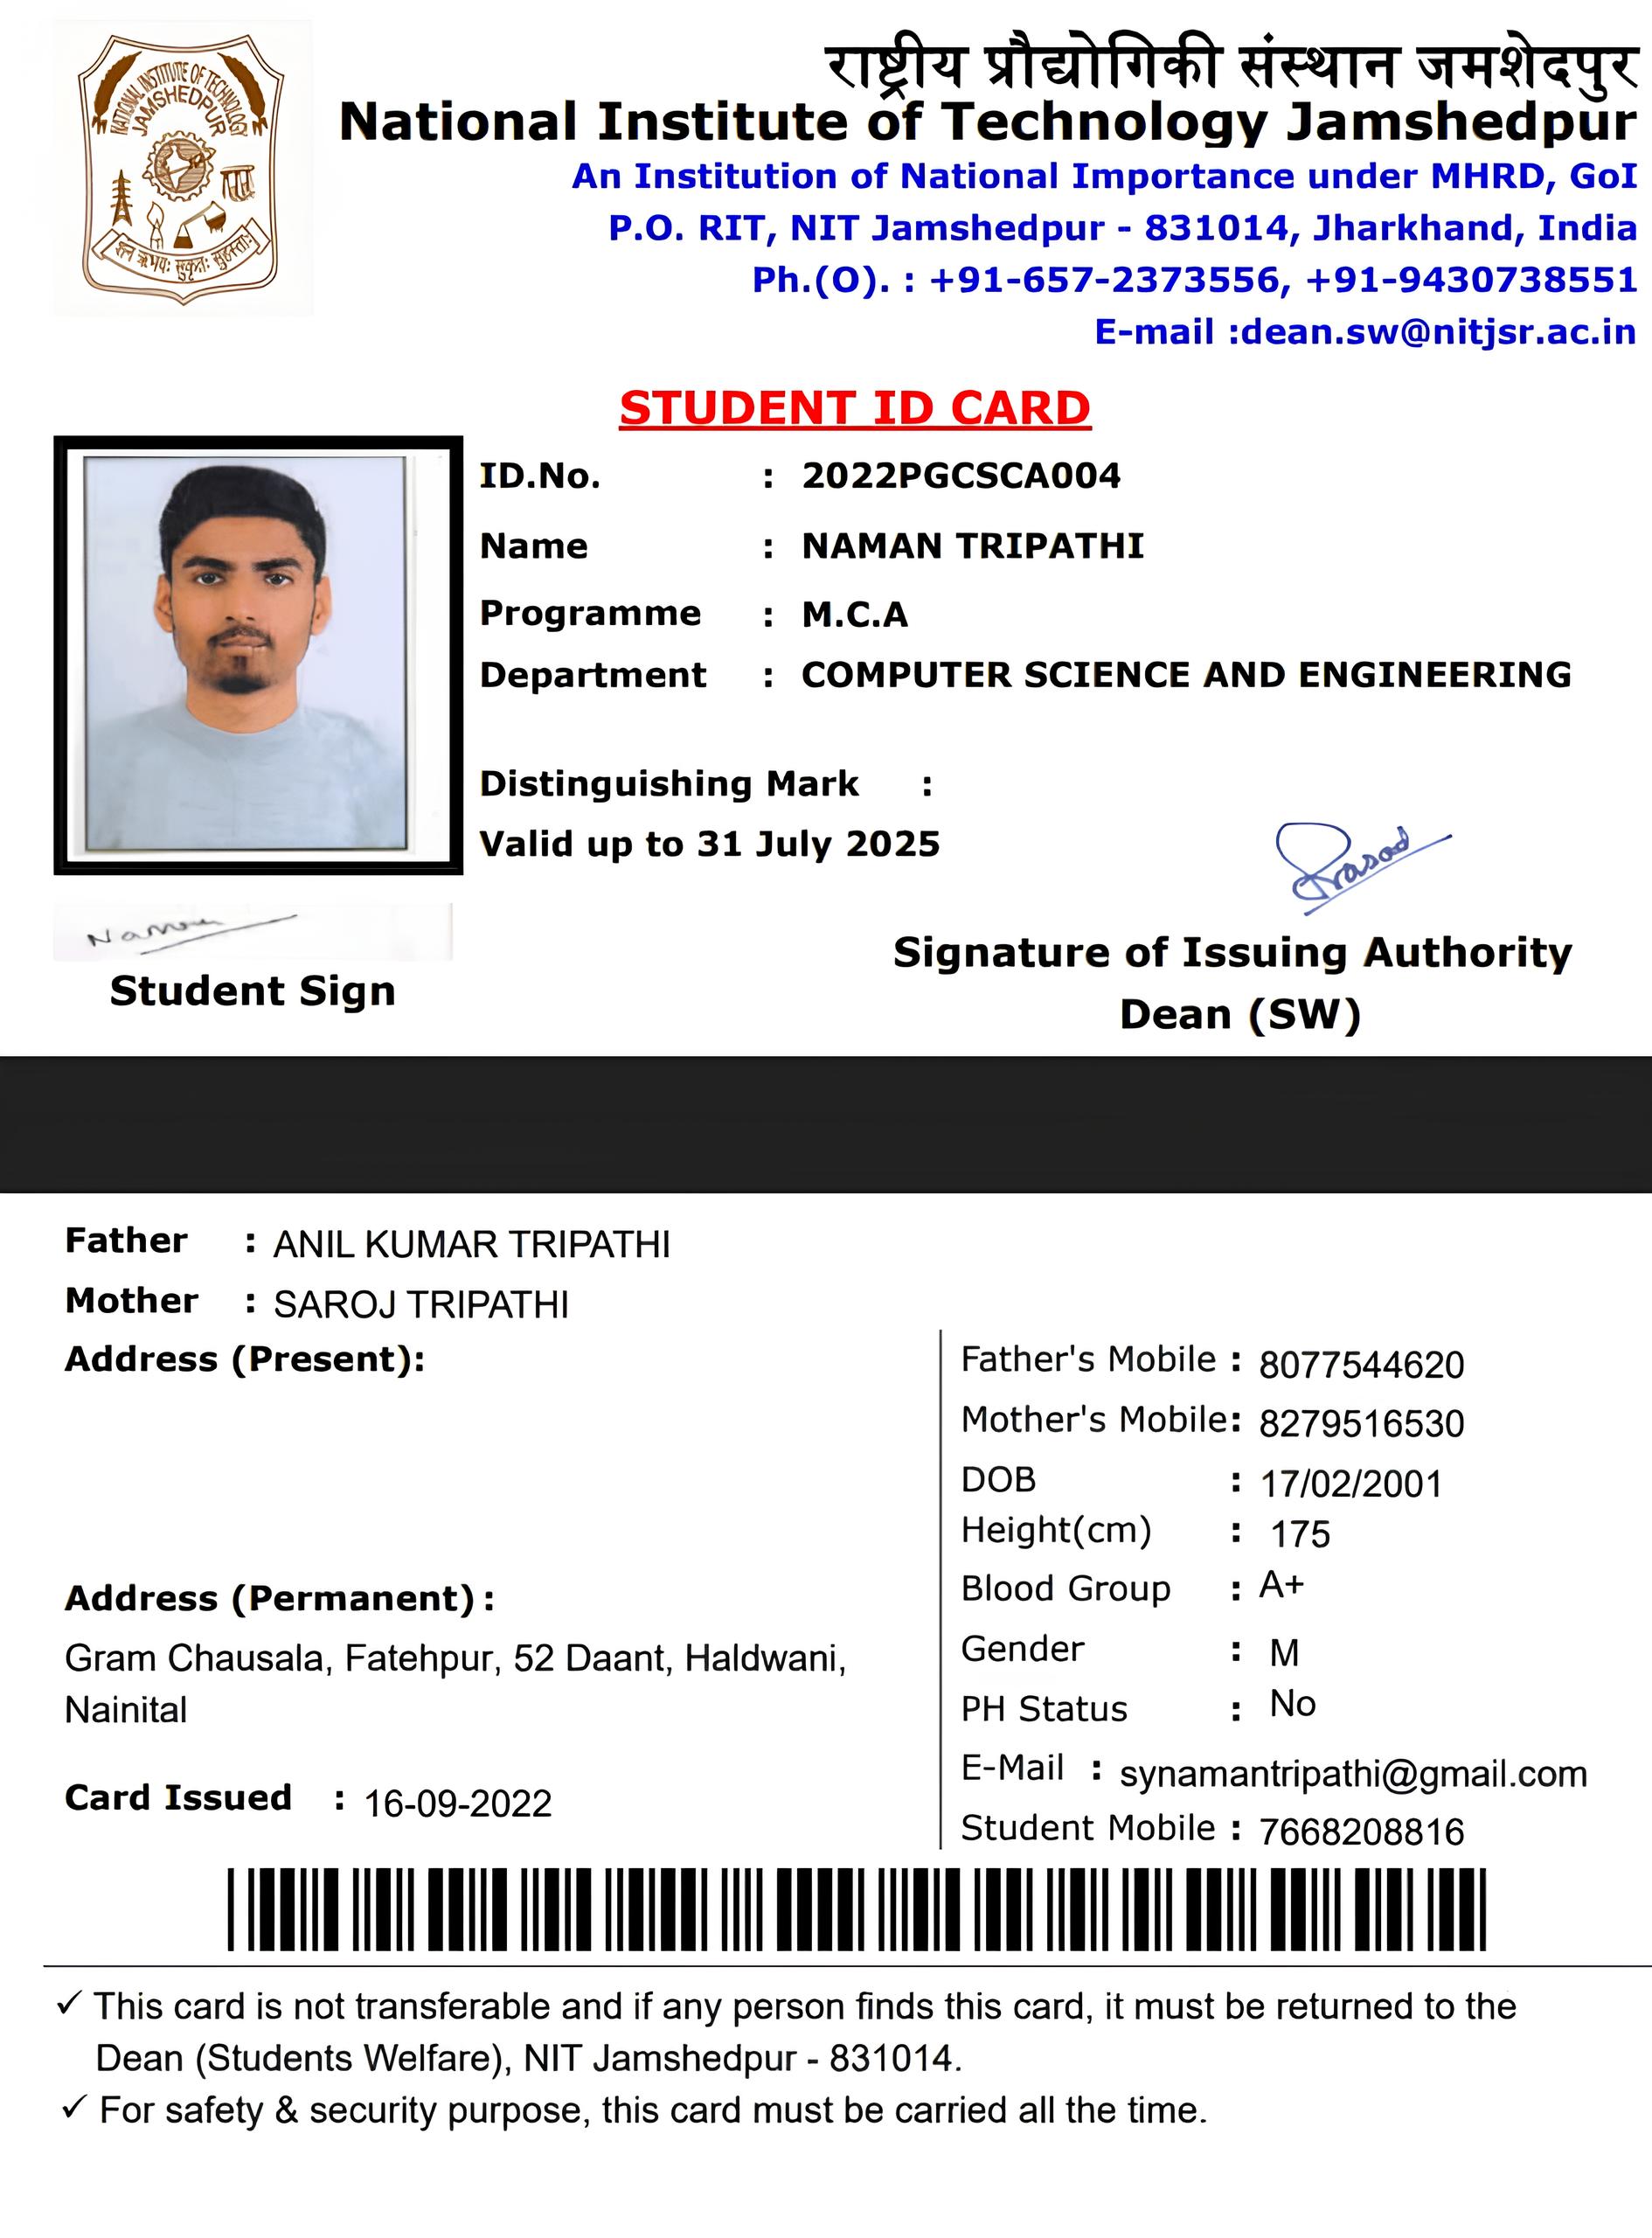 NATIONAL INSTITUTE OF TECHNOLOGY
JAMSHEDPUR
राष्ट्रीय प्रौद्योगिकी संस्थान जमशेदपुर
National Institute of Technology Jamshedpur
An Institution of National Importance under MHRD, GoI
P.O. RIT, NIT Jamshedpur - 831014, Jharkhand, India
Ph.(O). : +91-657-2373556, +91-9430738551
E-mail :dean.sw@nitjsr.ac.in
STUDENT ID CARD
ID.No. : 2022PGCSCA004
Name : NAMAN TRIPATHI
Programme : M.C.A
Department : COMPUTER SCIENCE AND ENGINEERING
Distinguishing Mark :
Valid up to 31 July 2025
Naman
Prasad
Student Sign
Signature of Issuing Authority
Dean (SW)
Father : ANIL KUMAR TRIPATHI
Mother : SAROJ TRIPATHI
Address (Present):
Address (Permanent) :
Gram Chausala, Fatehpur, 52 Daant, Haldwani,
Nainital
Card Issued : 16-09-2022
Father's Mobile : 8077544620
Mother's Mobile: 8279516530
DOB : 17/02/2001
Height(cm) : 175
Blood Group : A+
Gender : M
PH Status : No
E-Mail : synamantripathi@gmail.com
Student Mobile : 7668208816
✓ This card is not transferable and if any person finds this card, it must be returned to the
Dean (Students Welfare), NIT Jamshedpur - 831014.
✓ For safety & security purpose, this card must be carried all the time.